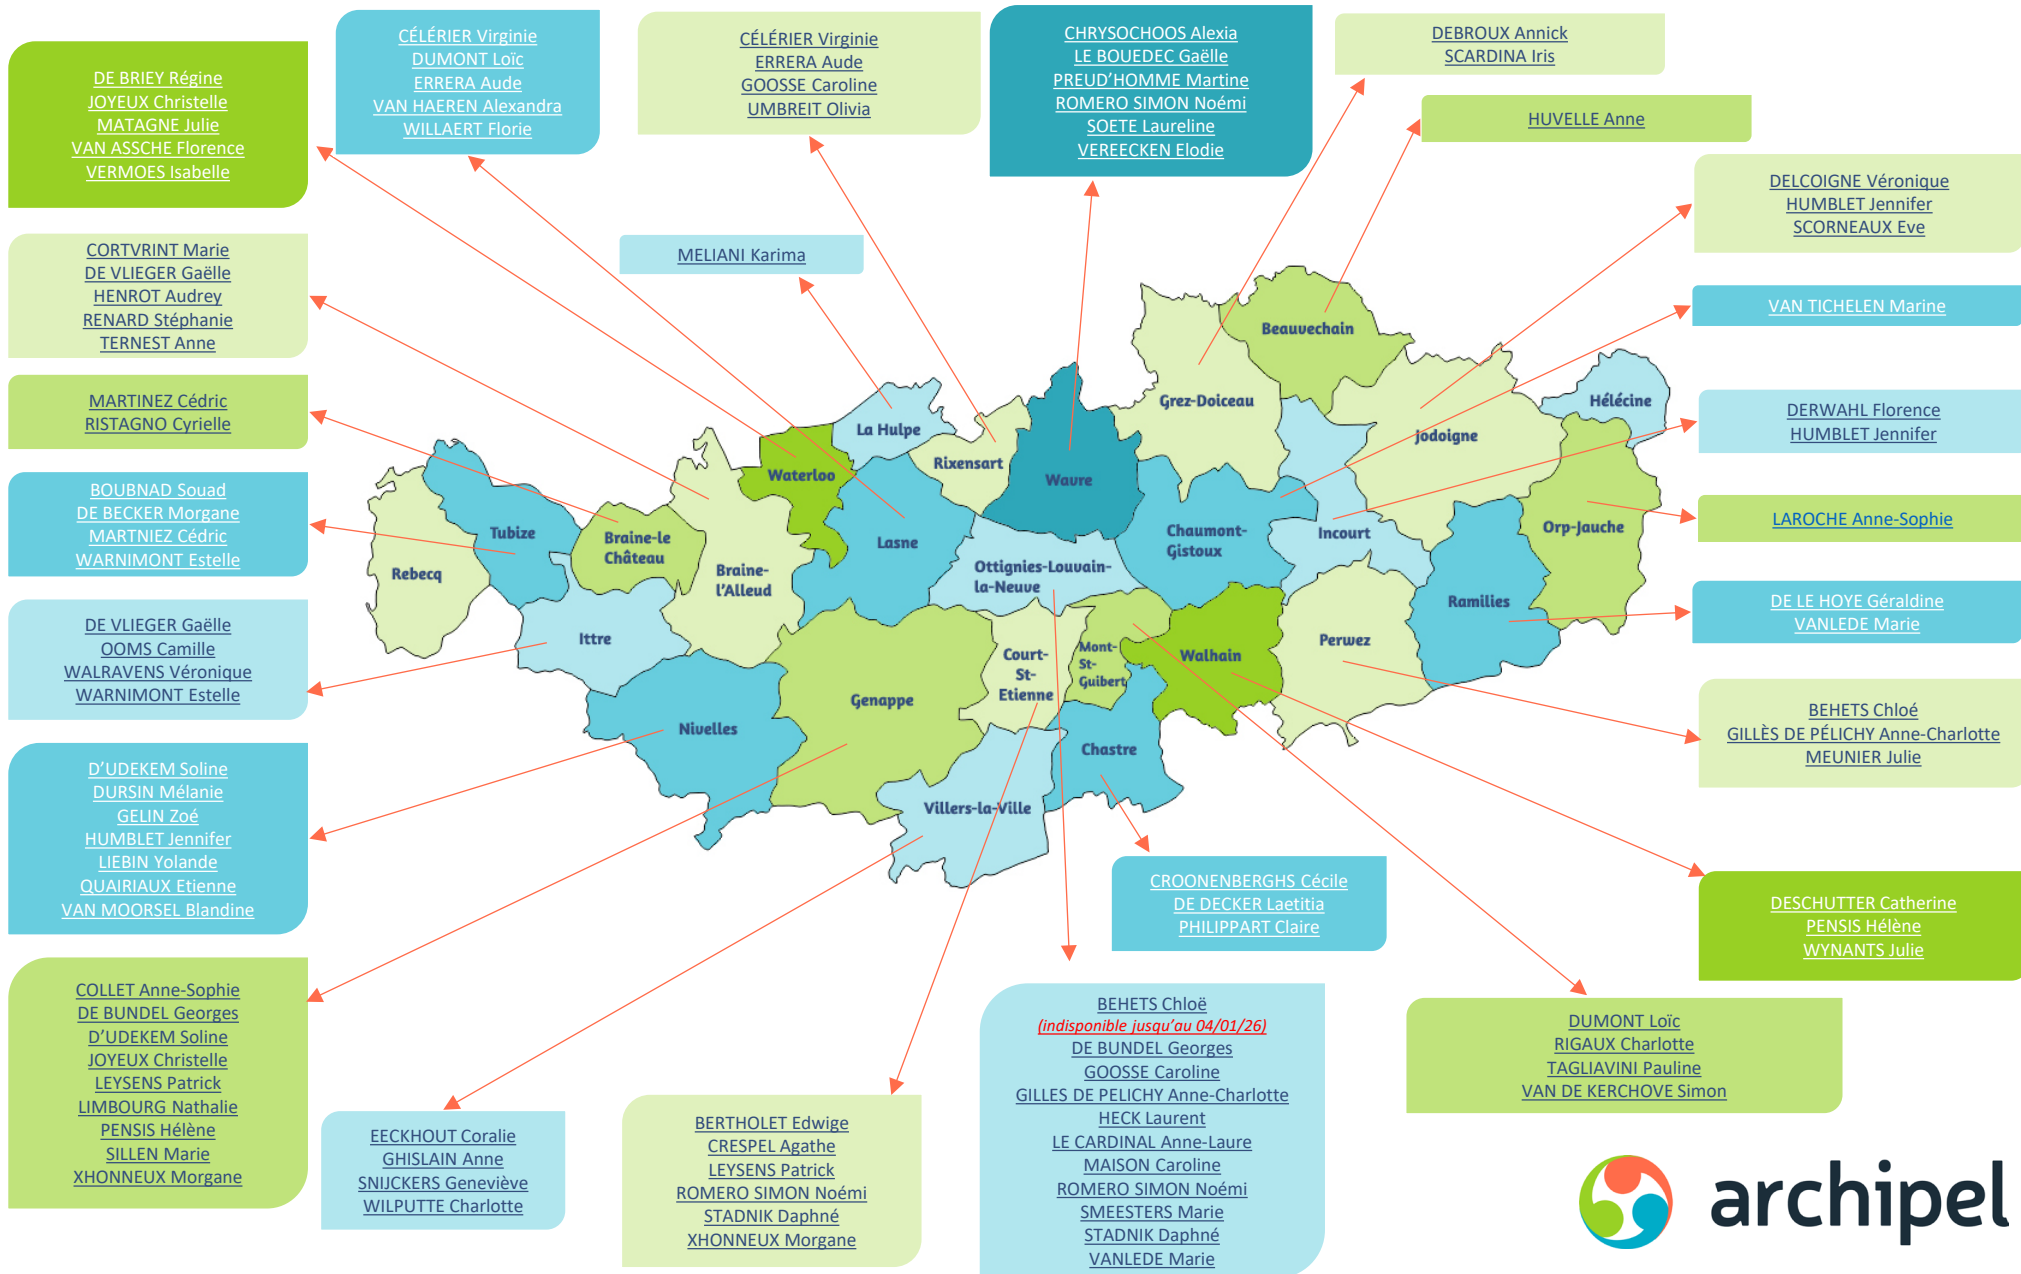 DE BRIEY Régine
JOYEUX Christelle
MATAGNE Julie
VAN ASSCHE Florence
VERMOES Isabelle
CÉLÉRIER Virginie
DUMONT Loïc
ERRERA Aude
VAN HAEREN Alexandra
WILLAERT Florie
CÉLÉRIER Virginie
ERRERA Aude
GOOSSE Caroline
UMBREIT Olivia
CHRYSOCHOOS Alexia
LE BOUEDEC Gaëlle
PREUD'HOMME Martine
ROMERO SIMON Noémi
SOETE Laureline
VEREECKEN Elodie
DEBROUX Annick
SCARDINA Iris
HUVELLE Anne
DELCOIGNE Véronique
HUMBLET Jennifer
SCORNEAUX Eve
CORTVRINT Marie
DE VLIEGER Gaëlle
HENROT Audrey
RENARD Stéphanie
TERNEST Anne
MELIANI Karima
VAN TICHELEN Marine
MARTINEZ Cédric
RISTAGNO Cyrielle
DERWAHL Florence
HUMBLET Jennifer
BOUBNAD Souad
DE BECKER Morgane
MARTNIEZ Cédric
WARNIMONT Estelle
LAROCHE Anne-Sophie
DE VLIEGER Gaëlle
OOMS Camille
WALRAVENS Véronique
WARNIMONT Estelle
DE LE HOYE Géraldine
VANLEDE Marie
BEHETS Chloé
GILLÈS DE PÉLICHY Anne-Charlotte
MEUNIER Julie
D'UDEKEM Soline
DURSIN Mélanie
GELIN Zoé
HUMBLET Jennifer
LIEBIN Yolande
QUAIRIAUX Etienne
VAN MOORSEL Blandine
Beauvechain
Grez-Doiceau
Hélécine
La Hulpe
Jodoigne
Rixensart
Waterloo
Wavre
Orp-Jauche
Tubize
Braine-le
Château
Lasne
Chaumont-
Gistoux
Incourt
Rebecq
Braine-
l'Alleud
Ottignies-Louvain-
la-Neuve
Ramilies
Ittre
Court-
St-
Etienne
Mont-
St-
Guibert
Walhain
Perwez
Genappe
Nivelles
Chastre
Villers-la-Ville
CROONENBERGHS Cécile
DE DECKER Laetitia
PHILIPPART Claire
DESCHUTTER Catherine
PENSIS Hélène
WYNANTS Julie
COLLET Anne-Sophie
DE BUNDEL Georges
D'UDEKEM Soline
JOYEUX Christelle
LEYSENS Patrick
LIMBOURG Nathalie
PENSIS Hélène
SILLEN Marie
XHONNEUX Morgane
EECKHOUT Coralie
GHISLAIN Anne
SNIJCKERS Geneviève
WILPUTTE Charlotte
BERTHOLET Edwige
CRESPEL Agathe
LEYSENS Patrick
ROMERO SIMON Noémi
STADNIK Daphné
XHONNEUX Morgane
BEHETS Chloë
(indisponible jusqu'au 04/01/26)
DE BUNDEL Georges
GOOSSE Caroline
GILLES DE PELICHY Anne-Charlotte
HECK Laurent
LE CARDINAL Anne-Laure
MAISON Caroline
ROMERO SIMON Noémi
SMEESTERS Marie
STADNIK Daphné
VANLEDE Marie
DUMONT Loïc
RIGAUX Charlotte
TAGLIAVINI Pauline
VAN DE KERCHOVE Simon
archipel